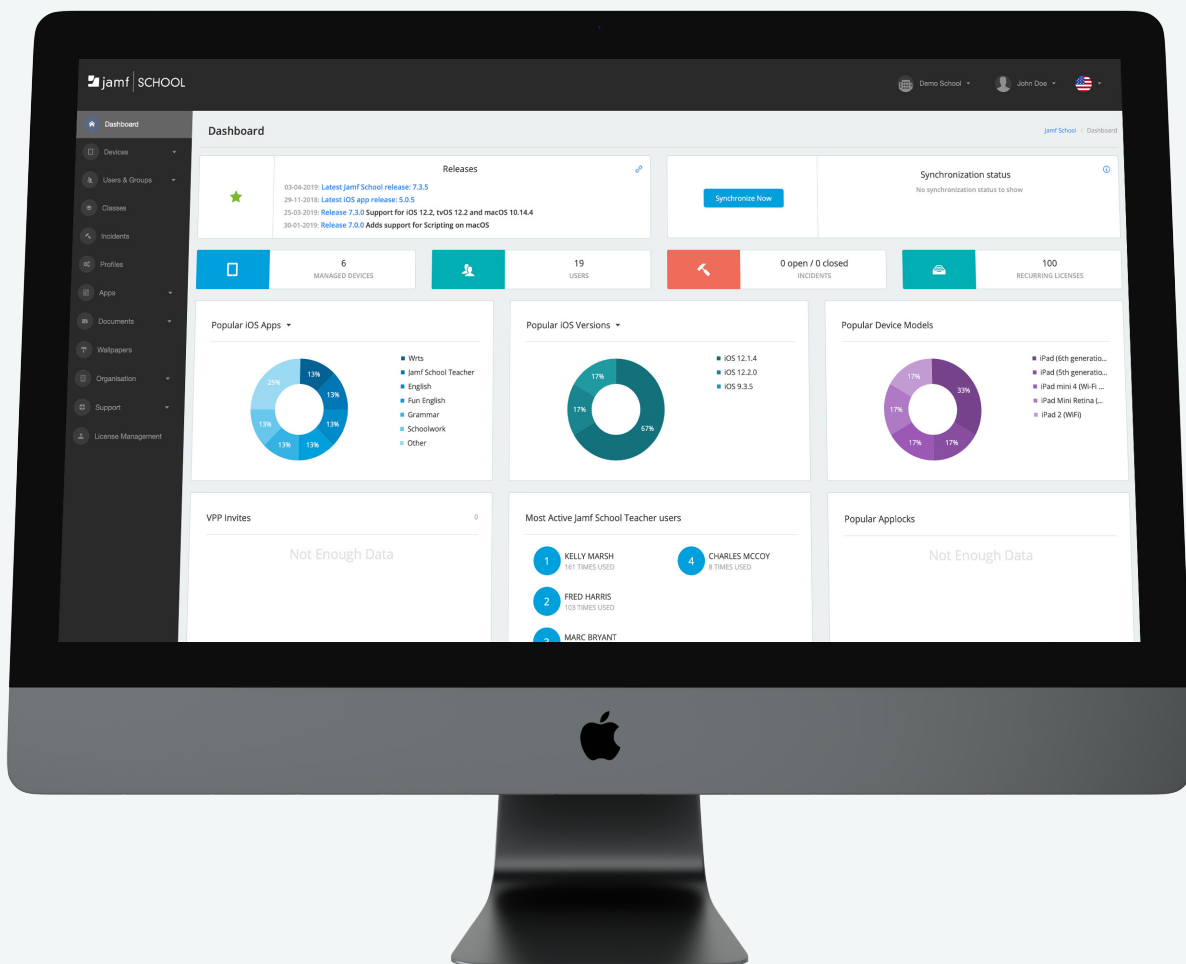 jamf SCHOOL
Demo School
John Doe
Dashboard
Devices
Users & Groups
Classes
Incidents
Profiles
Apps
Documents
Wallpapers
Organisation
Support
License Management
Dashboard
Jamf School / Dashboard
Releases
03-04-2019: Latest Jamf School release: 7.3.5
29-11-2018: Latest iOS app release: 5.0.5
25-03-2019: Release 7.3.0 Support for iOS 12.2, tvOS 12.2 and macOS 10.14.4
30-01-2019: Release 7.0.0 Adds support for Scripting on macOS
Synchronize Now
Synchronization status
No synchronization status to show
6
MANAGED DEVICES
19
USERS
0 open / 0 closed
INCIDENTS
100
RECURRING LICENSES
Popular iOS Apps
13%
13%
13%
13%
13%
13%
25%
Wrts
Jamf School Teacher
English
Fun English
Grammar
Schoolwork
Other
Popular iOS Versions
17%
17%
67%
iOS 12.1.4
iOS 12.2.0
iOS 9.3.5
Popular Device Models
17%
33%
17%
17%
17%
iPad (6th generatio...
iPad (5th generatio...
iPad mini 4 (Wi-Fi ...
iPad Mini Retina (...
iPad 2 (WiFi)
VPP Invites
0
Not Enough Data
Most Active Jamf School Teacher users
1
KELLY MARSH
161 TIMES USED
4
CHARLES MCCOY
8 TIMES USED
2
FRED HARRIS
103 TIMES USED
3
MARC BRYANT
Popular Applocks
Not Enough Data